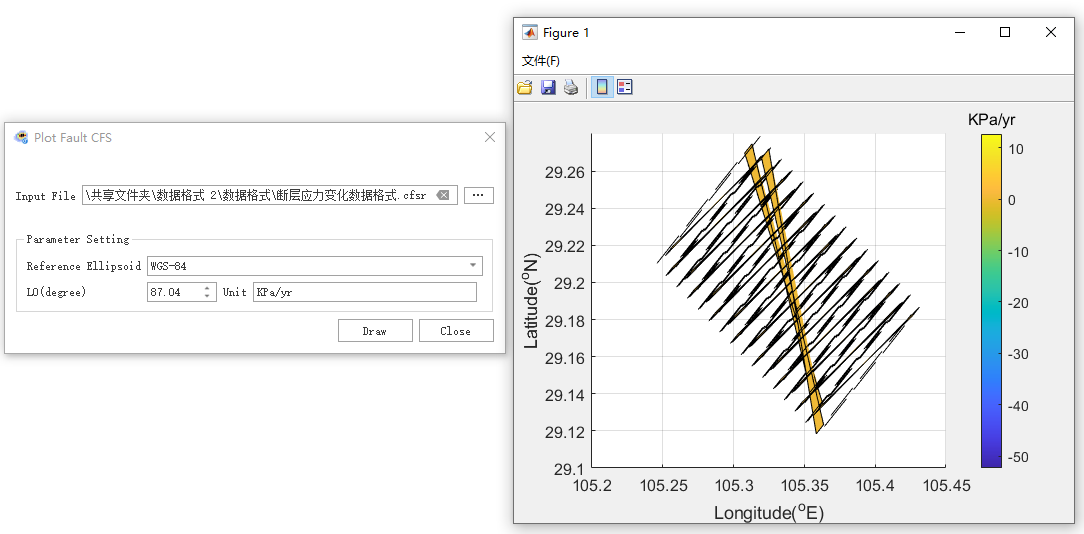 Plot Fault CFS
Input File \共享文件夹\数据格式 2\数据格式\断层应力变化数据格式.cfsr ...
Parameter Setting
Reference Ellipsoid WGS-84
L0(degree) 87.04 Unit KPa/yr
Draw Close
Figure 1
文件(F)
KPa/yr
29.26
29.24
29.22
29.2
29.18
29.16
29.14
29.12
29.1
Latitude(°N)
105.2 105.25 105.3 105.35 105.4 105.45
Longitude(°E)
10
0
-10
-20
-30
-40
-50